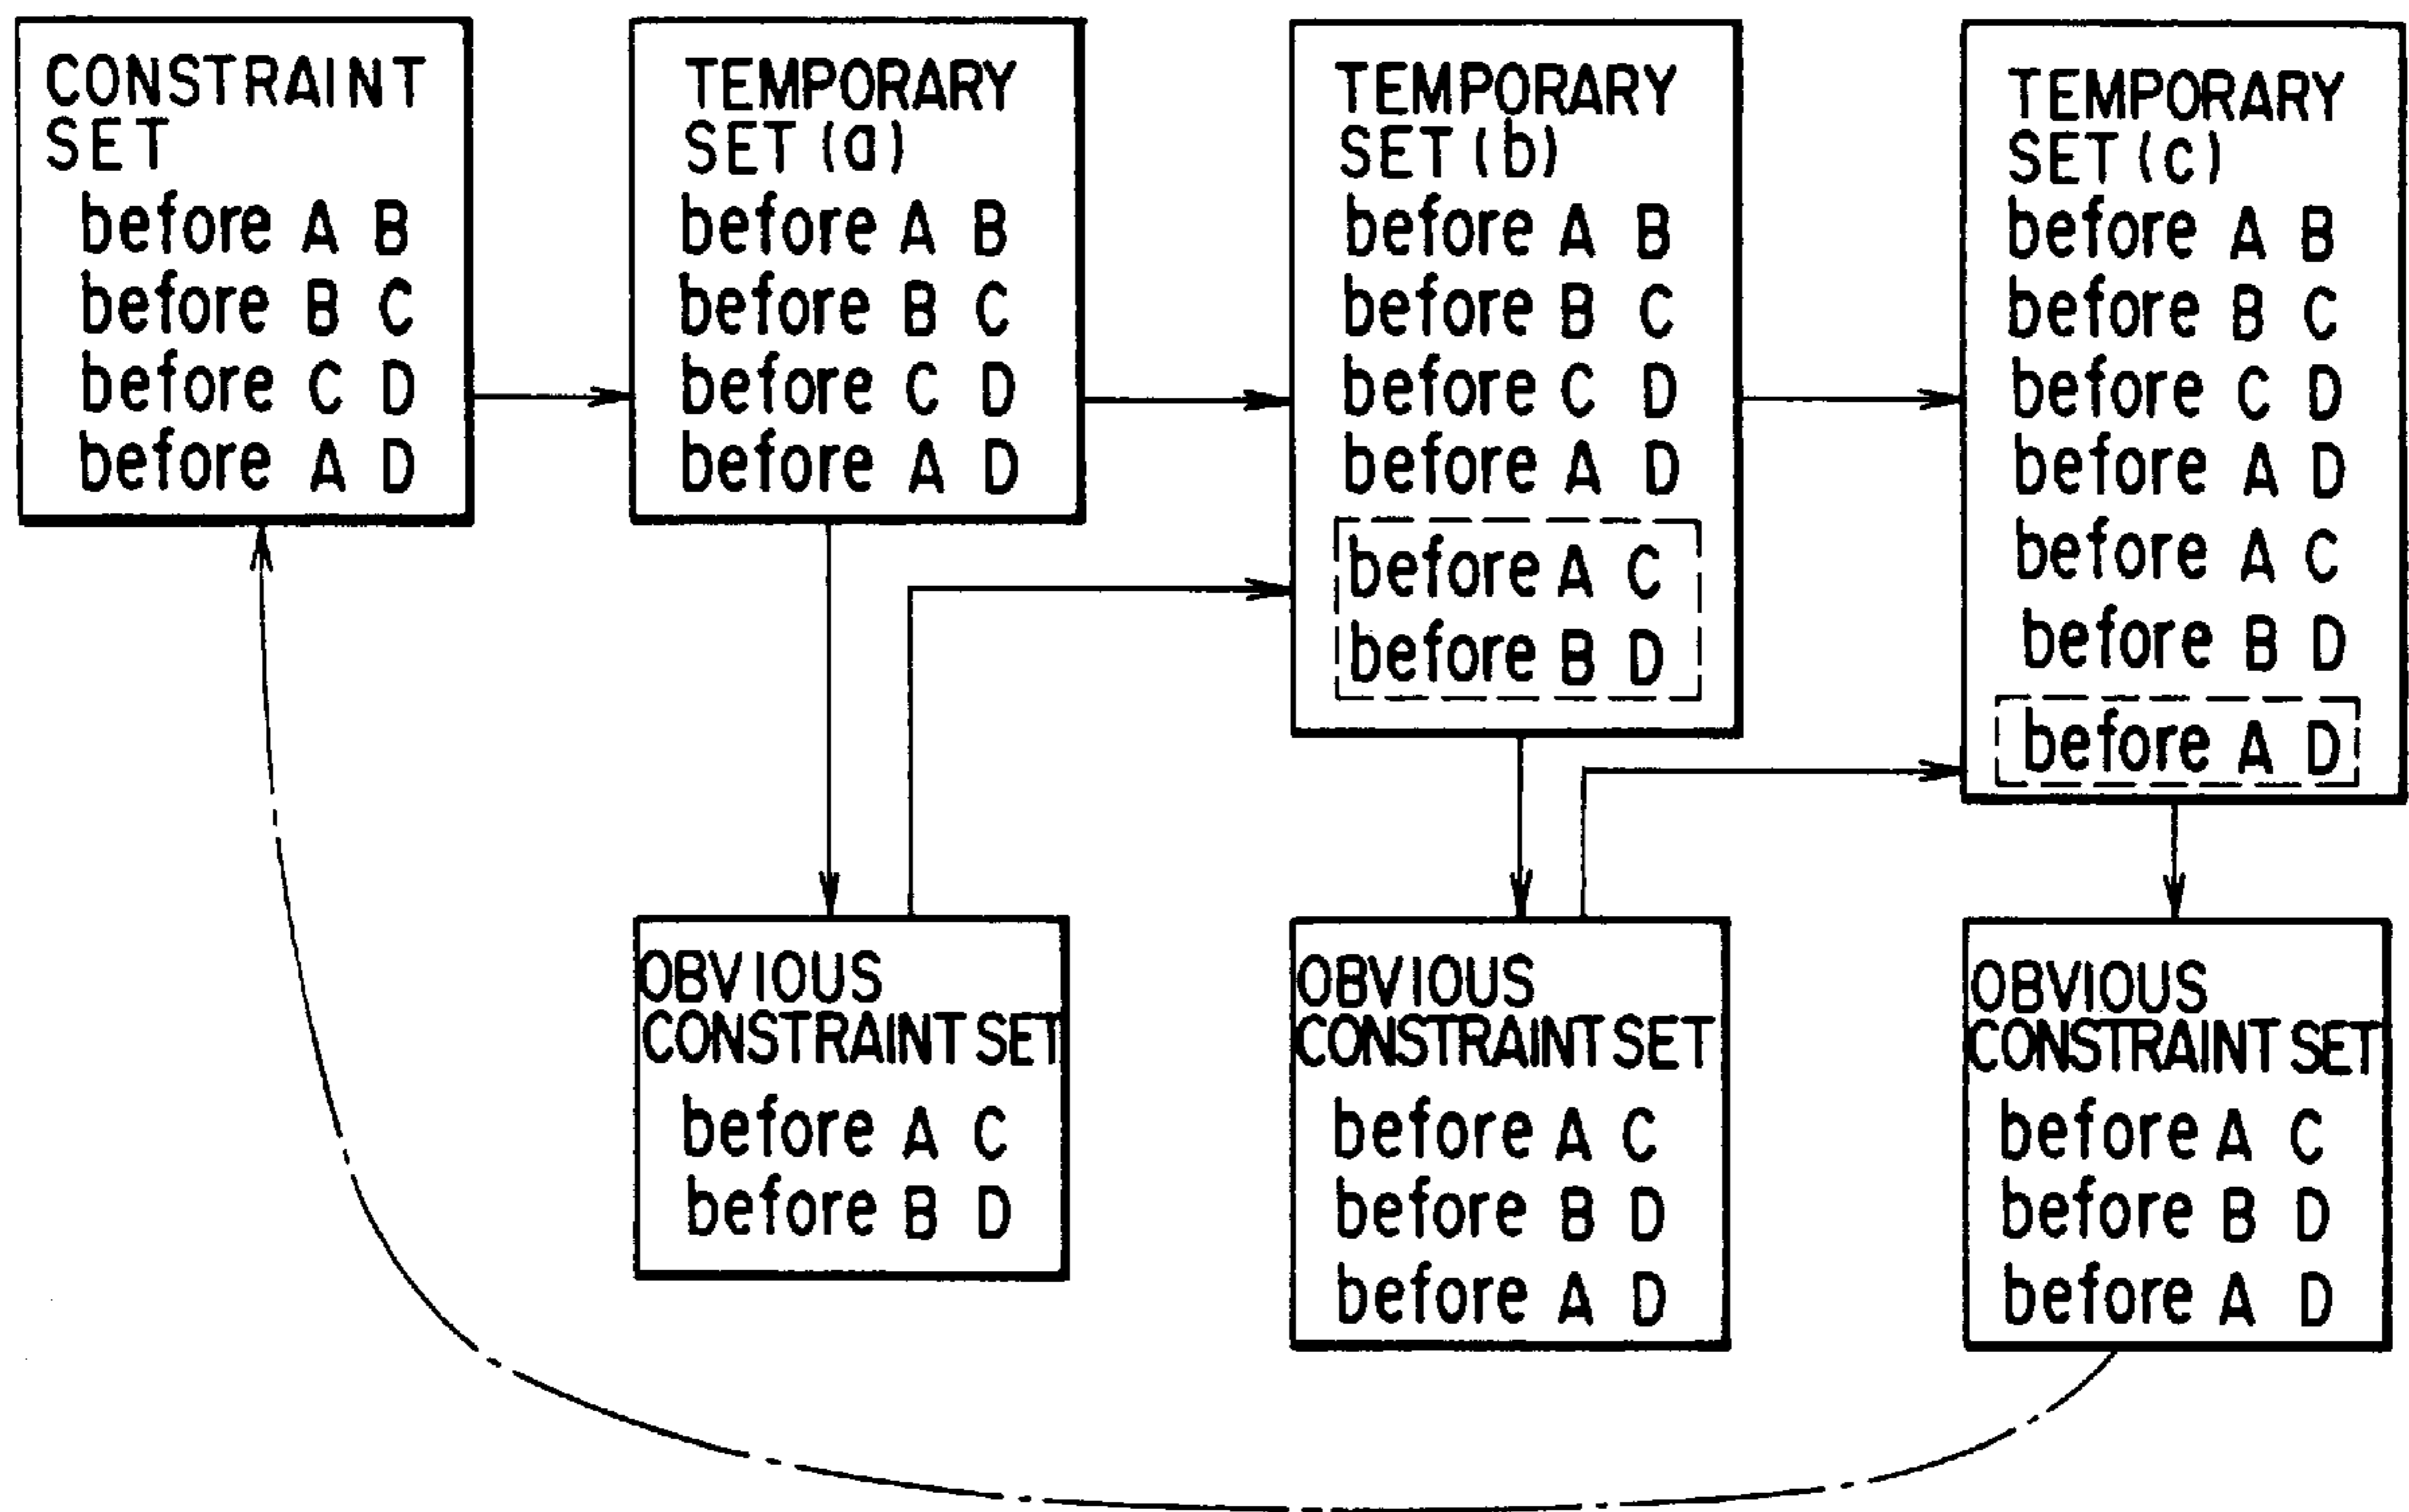 CONSTRAINT
SET
before A B
before B C
before C D
before A D
TEMPORARY
SET (a)
before A B
before B C
before C D
before A D
TEMPORARY
SET (b)
before A B
before B C
before C D
before A D
before A C
before B D
TEMPORARY
SET (c)
before A B
before B C
before C D
before A D
before A C
before B D
before A D
OBVIOUS
CONSTRAINT SET
before A C
before B D
OBVIOUS
CONSTRAINT SET
before A C
before B D
before A D
OBVIOUS
CONSTRAINT SET
before A C
before B D
before A D